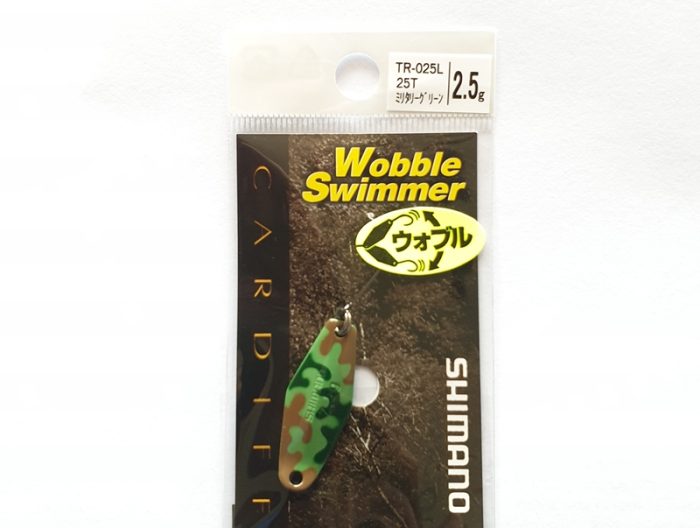 TR-025L
25T
ミリタリーグリーン
2.5g
Wobble
Swimmer
ウォブル
CARDIFF
SHIMANO